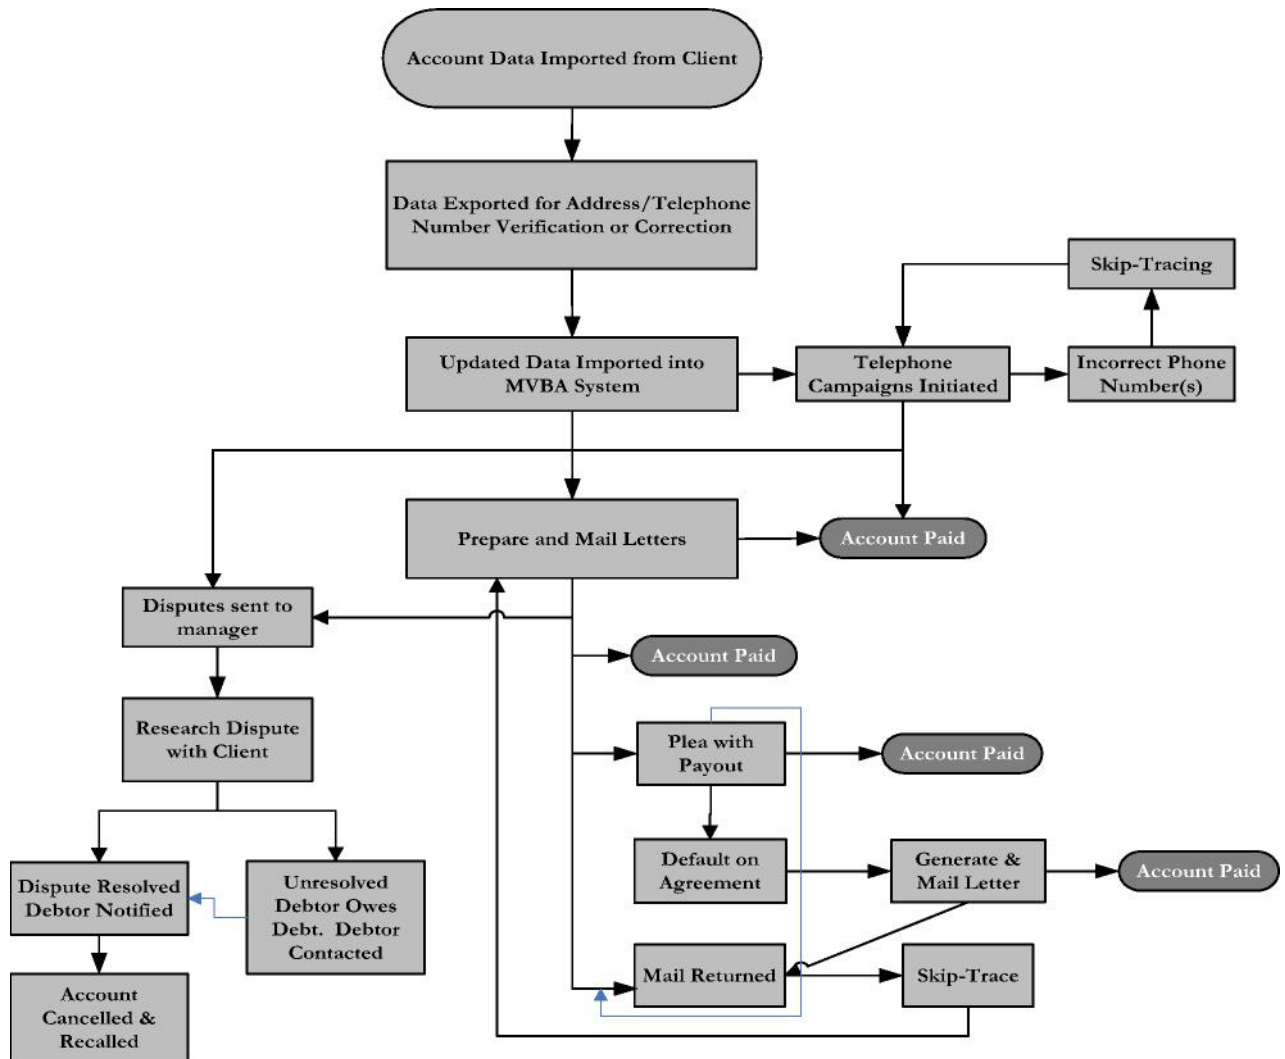 Account Data Imported from Client
Data Exported for Address/Telephone
Number Verification or Correction
Skip-Tracing
Updated Data Imported into
MVBA System
Telephone
Campaigns Initiated
Incorrect Phone
Number(s)
Prepare and Mail Letters
Account Paid
Disputes sent to
manager
Account Paid
Research Dispute
with Client
Plea with
Payout
Account Paid
Default on
Agreement
Generate &
Mail Letter
Account Paid
Dispute Resolved
Debtor Notified
Unresolved
Debtor Owes
Debt. Debtor
Contacted
Mail Returned
Skip-Trace
Account
Cancelled &
Recalled